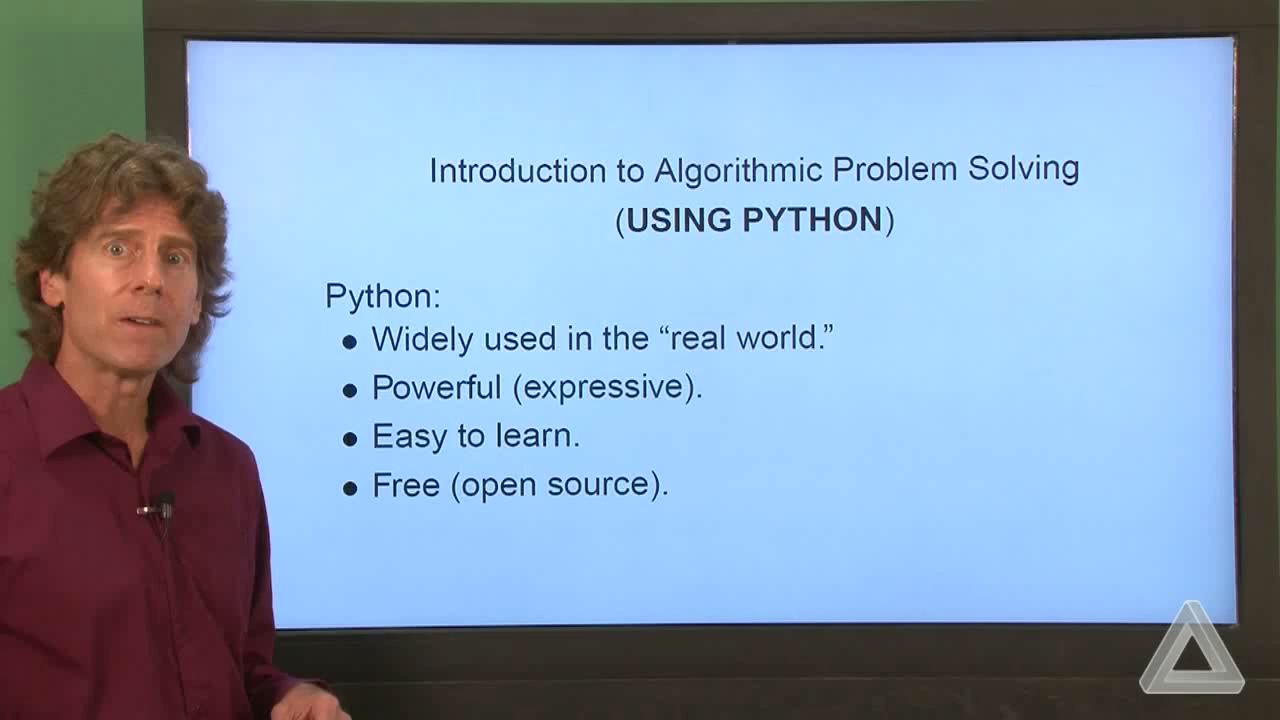 Introduction to Algorithmic Problem Solving
(USING PYTHON)
Python:
● Widely used in the “real world.”
● Powerful (expressive).
● Easy to learn.
● Free (open source).